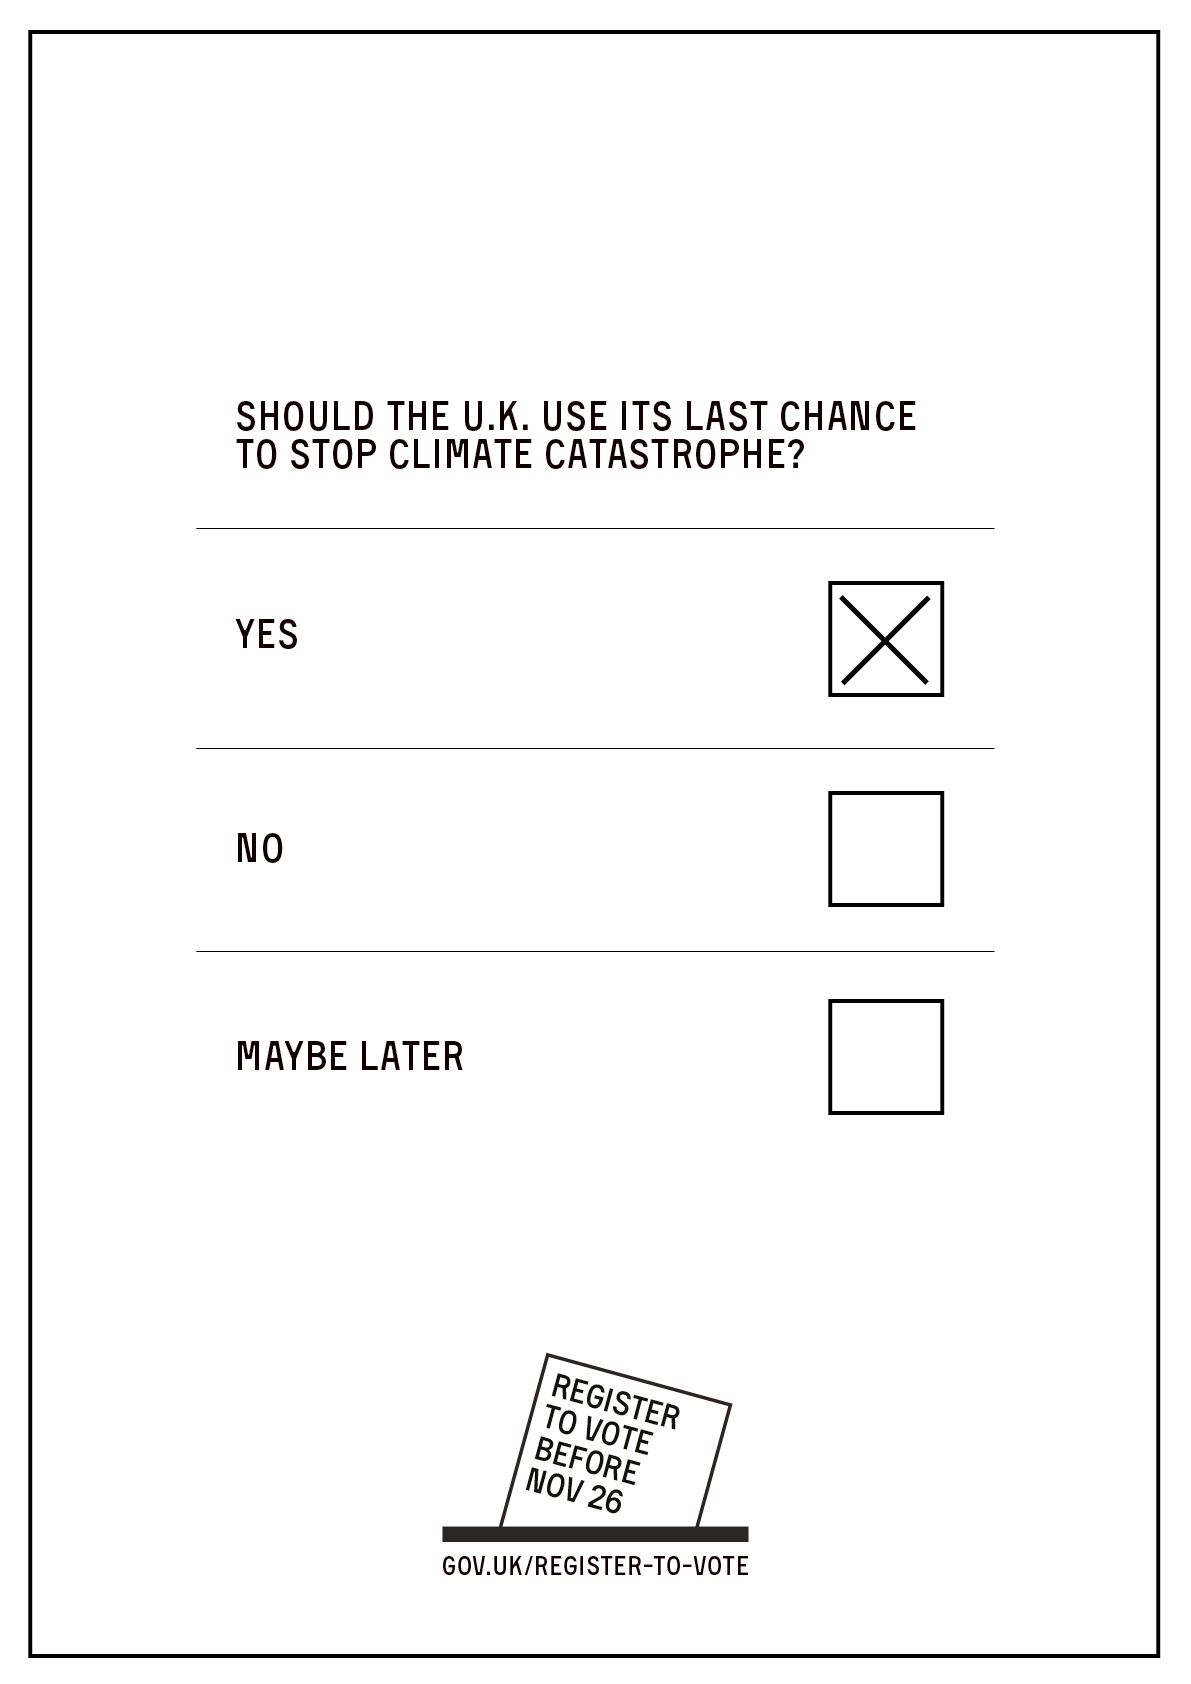 SHOULD THE U.K. USE ITS LAST CHANCE
TO STOP CLIMATE CATASTROPHE?
YES
NO
MAYBE LATER
REGISTER
TO VOTE
BEFORE
NOV 26
GOV.UK/REGISTER-TO-VOTE